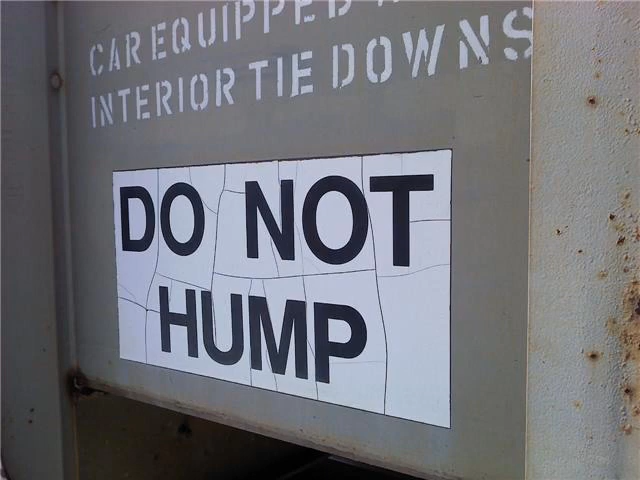 CAR EQUIPPED
INTERIOR TIE DOWNS
DO NOT
HUMP